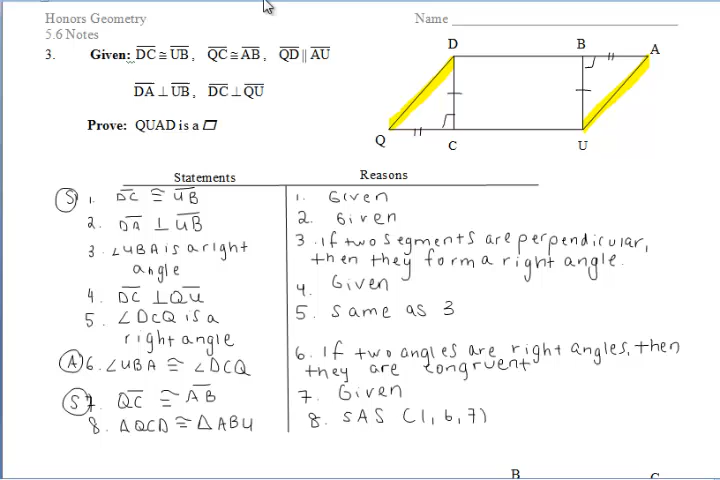 Honors Geometry
Name
5.6 Notes
3. Given: DC ≅ UB, QC ≅ AB, QD || AU
DA ⊥ UB, DC ⊥ QU
Prove: QUAD is a ▱
D B A
Q C U
Statements Reasons
S 1. DC ≅ UB 1. Given
2. DA ⊥ UB 2. Given
3. ∠UBA is a right angle 3. If two segments are perpendicular, then they form a right angle.
4. DC ⊥ QU 4. Given
5. ∠DCQ is a right angle 5. same as 3
A 6. ∠UBA ≅ ∠DCQ 6. If two angles are right angles, then they are congruent
S 7. QC ≅ AB 7. Given
8. ΔQCD ≅ ΔABU 8. SAS (1, 6, 7)
B